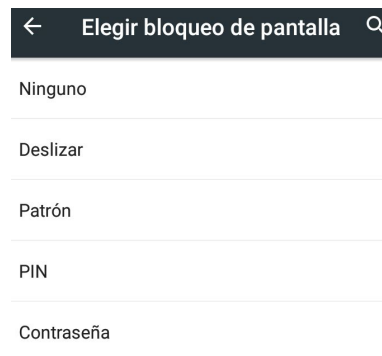 Elegir bloqueo de pantalla
Ninguno
Deslizar
Patrón
PIN
Contraseña